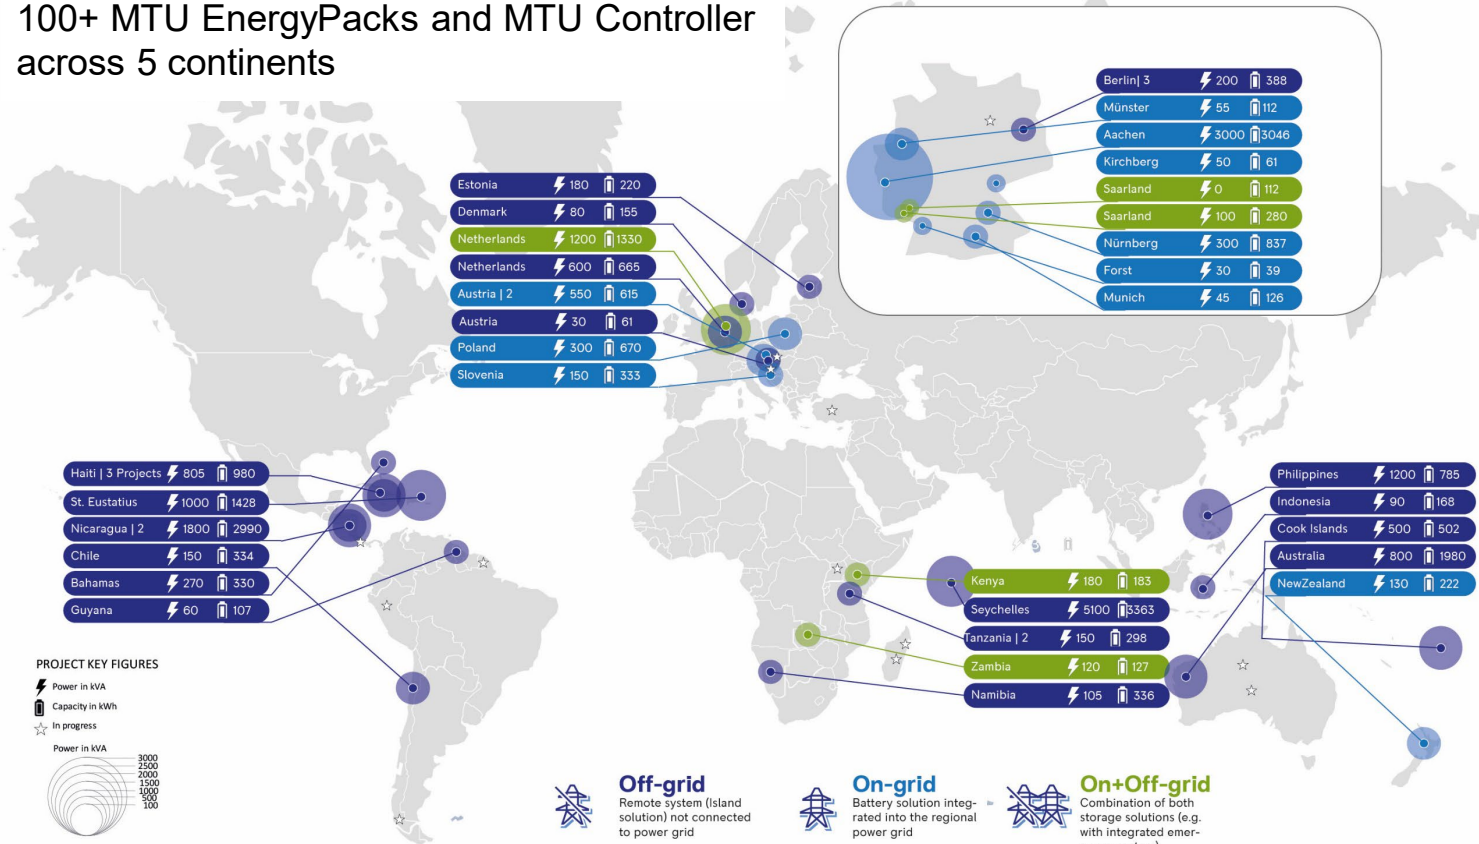 100+ MTU EnergyPacks and MTU Controller
across 5 continents
Berlin| 3 200 388
Münster 55 112
Aachen 3000 3046
Kirchberg 50 61
Saarland 0 112
Saarland 100 280
Nürnberg 300 837
Forst 30 39
Munich 45 126
Estonia 180 220
Denmark 80 155
Netherlands 1200 1330
Netherlands 600 665
Austria | 2 550 615
Austria 30 61
Poland 300 670
Slovenia 150 333
Haiti | 3 Projects 805 980
St. Eustatius 1000 1428
Nicaragua | 2 1800 2990
Chile 150 334
Bahamas 270 330
Guyana 60 107
Philippines 1200 785
Indonesia 90 168
Cook Islands 500 502
Australia 800 1980
NewZealand 130 222
Kenya 180 183
Seychelles 5100 3363
Tanzania | 2 150 298
Zambia 120 127
Namibia 105 336
PROJECT KEY FIGURES
Power in kVA
Capacity in kWh
In progress
Power in kVA
3000
2500
2000
1500
1000
500
100
Off-grid
Remote system (Island
solution) not connected
to power grid
On-grid
Battery solution integ-
rated into the regional
power grid
On+Off-grid
Combination of both
storage solutions (e.g.
with integrated emer-